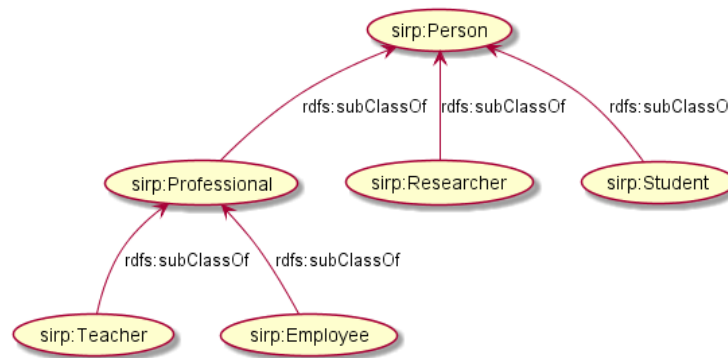 sirp:Person
rdfs:subClassOf
rdfs:subClassOf
rdfs:subClassO
sirp:Professional
sirp:Researcher
sirp:Student
rdfs:subClassOf
rdfs:subClassOf
sirp:Teacher
sirp:Employee